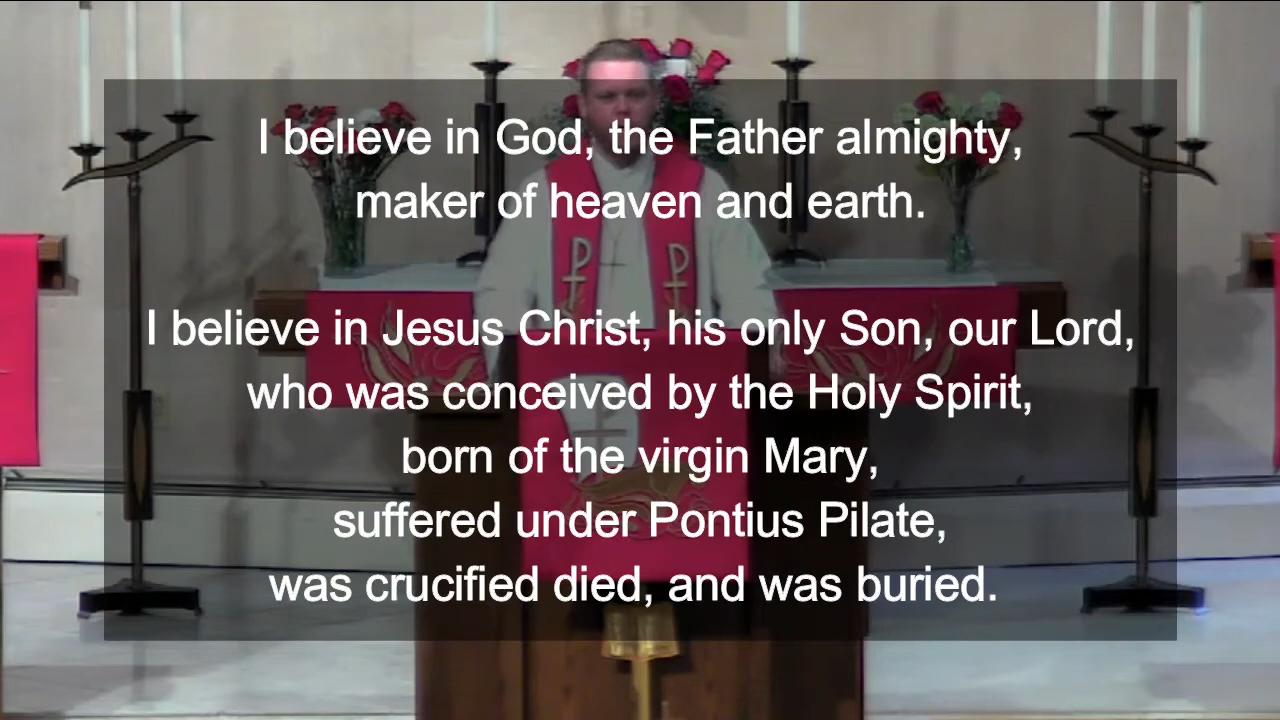 I believe in God, the Father almighty,
maker of heaven and earth.
I believe in Jesus Christ, his only Son, our Lord,
who was conceived by the Holy Spirit,
born of the virgin Mary,
suffered under Pontius Pilate,
was crucified died, and was buried.